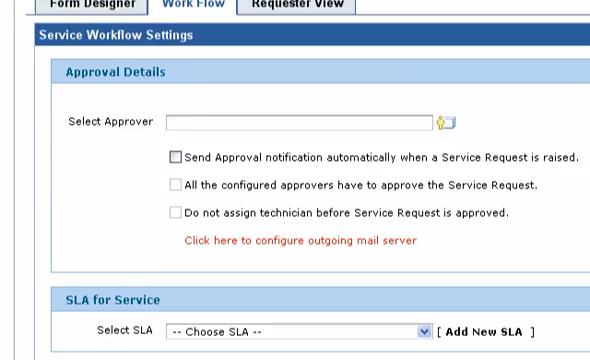 Form Designer
Work Flow
Requester View
Service Workflow Settings
Approval Details
Select Approver
Send Approval notification automatically when a Service Request is raised.
All the configured approvers have to approve the Service Request.
Do not assign technician before Service Request is approved.
Click here to configure outgoing mail server
SLA for Service
Select SLA -- Choose SLA -- [ Add New SLA ]